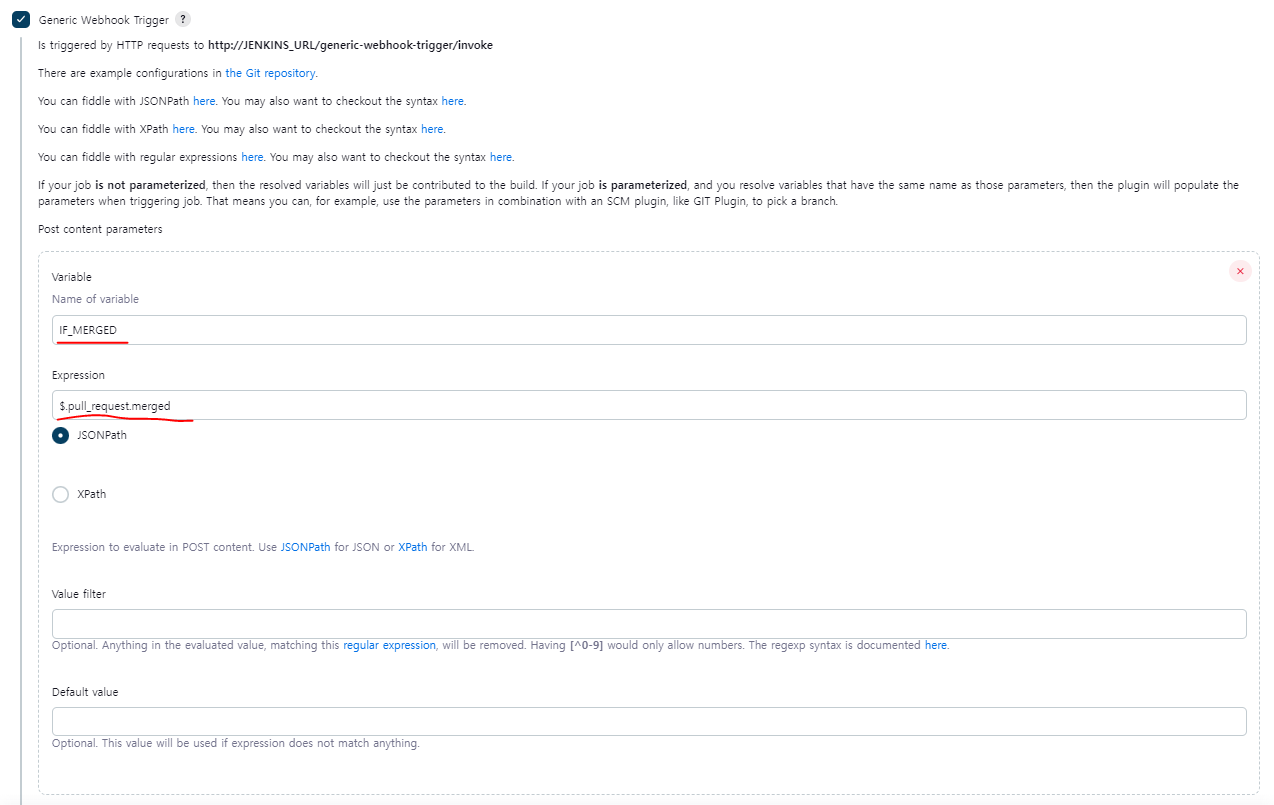 Generic Webhook Trigger ?
Is triggered by HTTP requests to http://JENKINS_URL/generic-webhook-trigger/invoke
There are example configurations in the Git repository.
You can fiddle with JSONPath here. You may also want to checkout the syntax here.
You can fiddle with XPath here. You may also want to checkout the syntax here.
You can fiddle with regular expressions here. You may also want to checkout the syntax here.
If your job is not parameterized, then the resolved variables will just be contributed to the build. If your job is parameterized, and you resolve variables that have the same name as those parameters, then the plugin will populate the
parameters when triggering job. That means you can, for example, use the parameters in combination with an SCM plugin, like GIT Plugin, to pick a branch.
Post content parameters
Variable
Name of variable
IF_MERGED
Expression
$.pull_request.merged
JSONPath
XPath
Expression to evaluate in POST content. Use JSONPath for JSON or XPath for XML.
Value filter
Optional. Anything in the evaluated value, matching this regular expression, will be removed. Having [^0-9] would only allow numbers. The regexp syntax is documented here.
Default value
Optional. This value will be used if expression does not match anything.